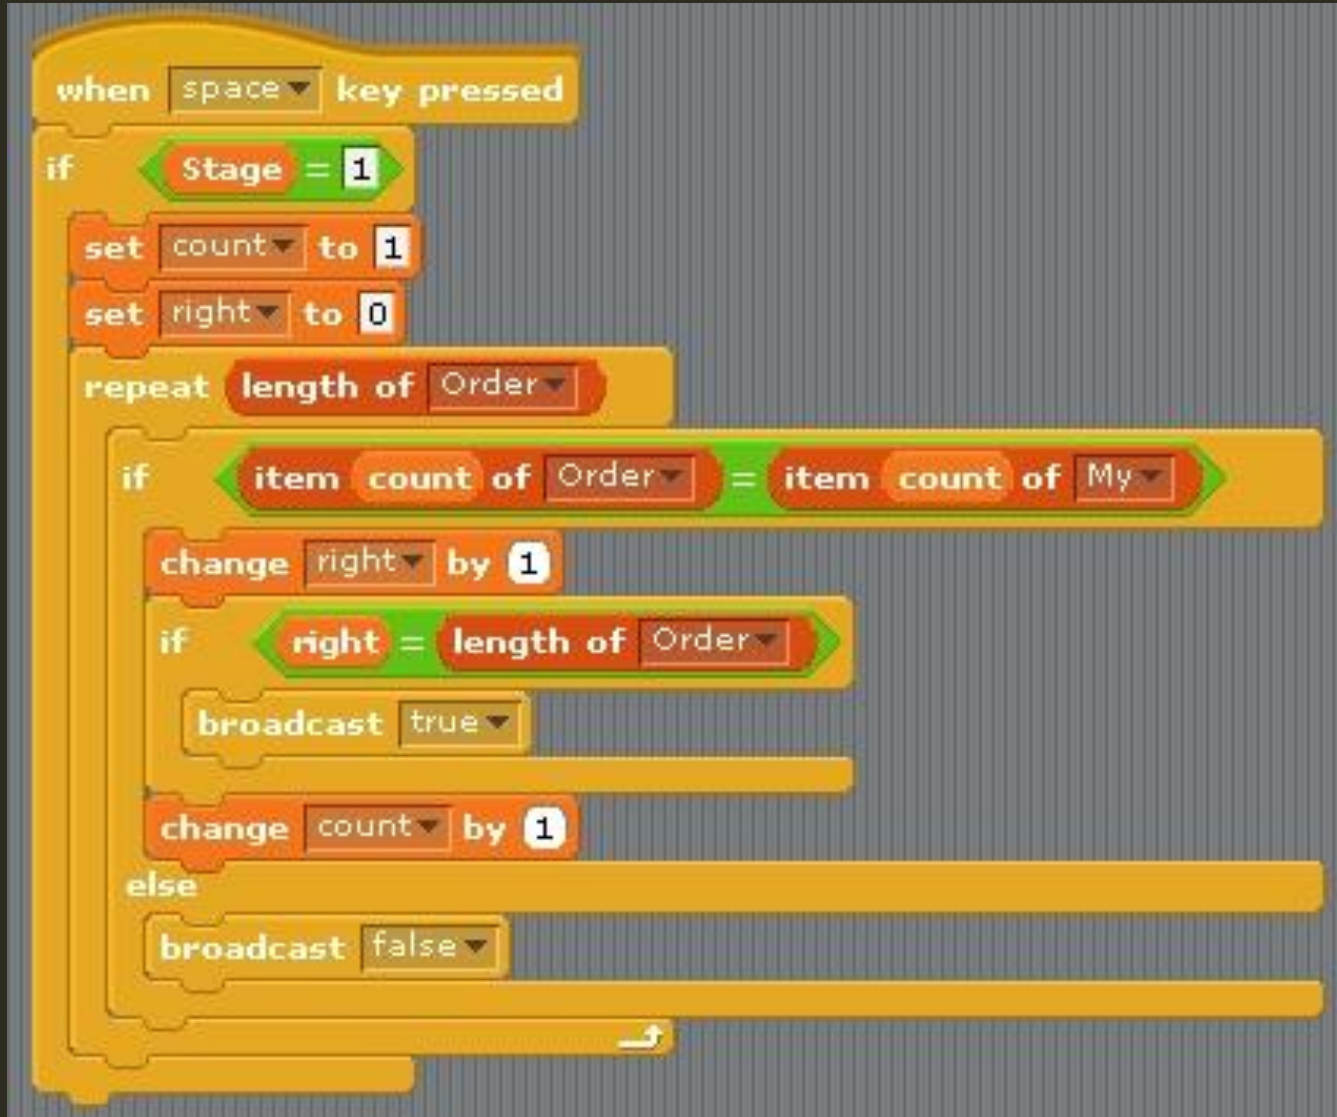 when space key pressed
if Stage = 1
set count to 1
set right to 0
repeat length of Order
if item count of Order = item count of My
change right by 1
if right = length of Order
broadcast true
change count by 1
else
broadcast false